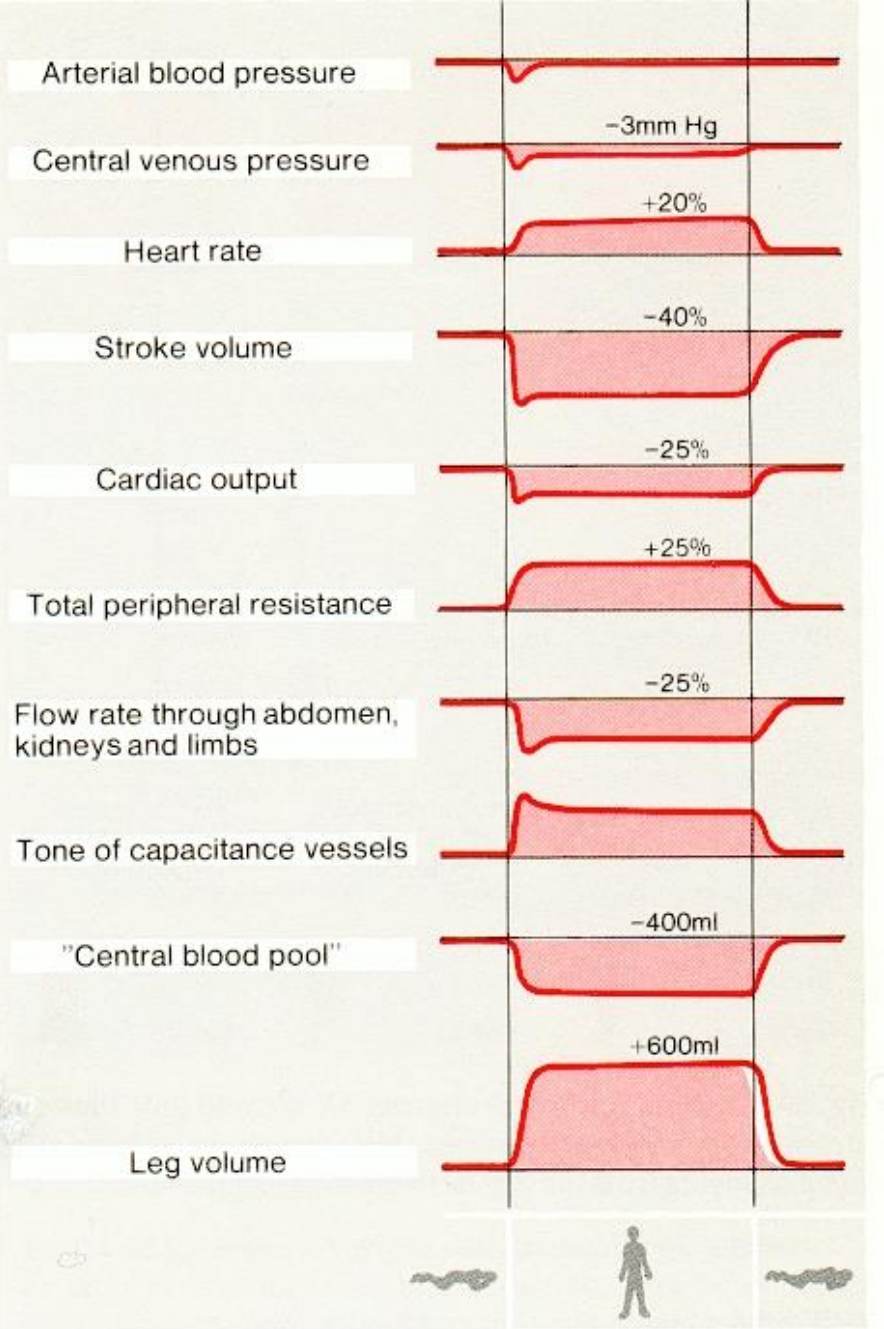 Arterial blood pressure
-3mm Hg
Central venous pressure
+20%
Heart rate
-40%
Stroke volume
-25%
Cardiac output
+25%
Total peripheral resistance
-25%
Flow rate through abdomen,
kidneys and limbs
Tone of capacitance vessels
-400ml
"Central blood pool"
+600ml
Leg volume